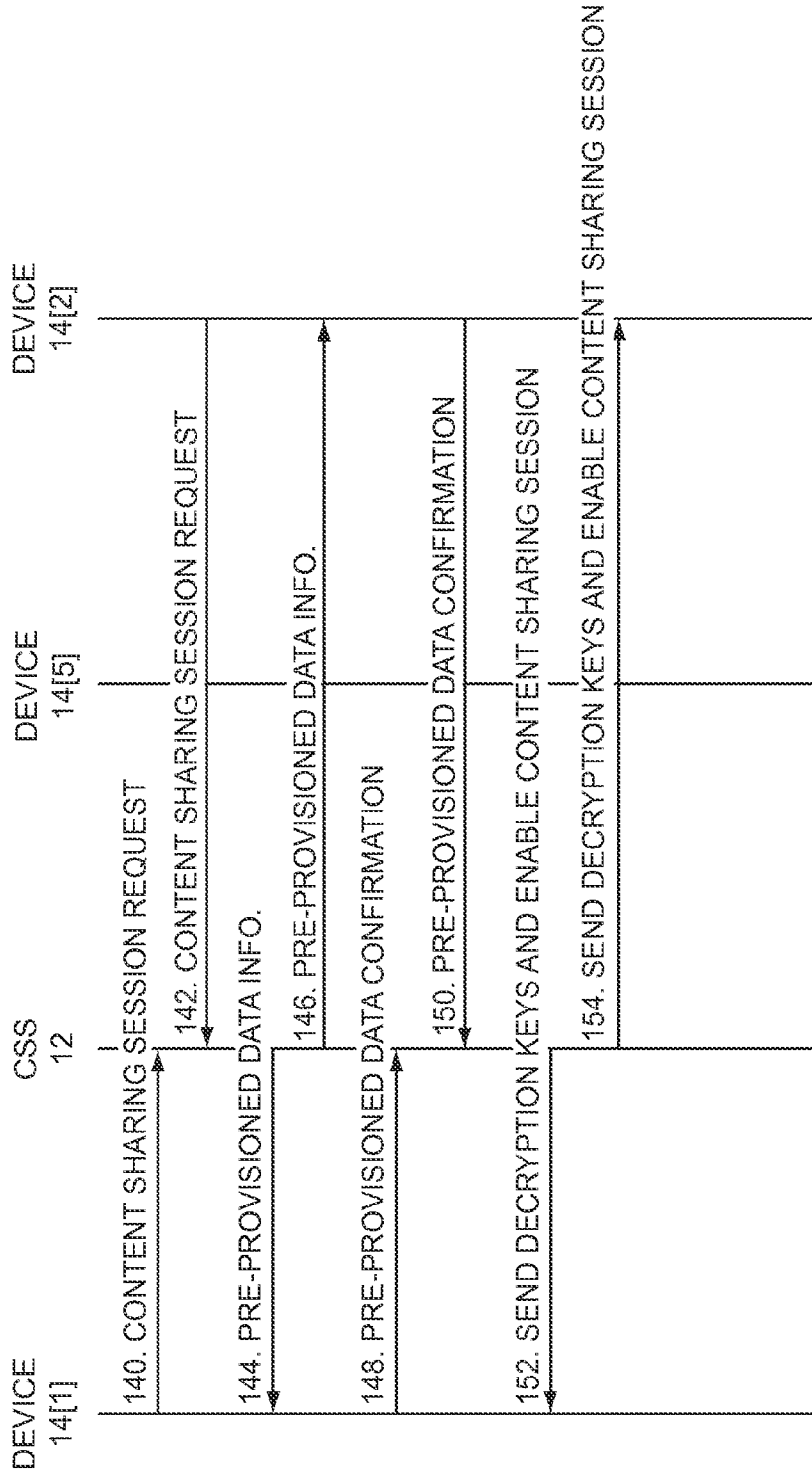 DEVICE
14[1]
CSS
12
DEVICE
14[5]
DEVICE
14[2]
140. CONTENT SHARING SESSION REQUEST
142. CONTENT SHARING SESSION REQUEST
144. PRE-PROVISIONED DATA INFO.
146. PRE-PROVISIONED DATA INFO.
148. PRE-PROVISIONED DATA CONFIRMATION
150. PRE-PROVISIONED DATA CONFIRMATION
152. SEND DECRYPTION KEYS AND ENABLE CONTENT SHARING SESSION
154. SEND DECRYPTION KEYS AND ENABLE CONTENT SHARING SESSION